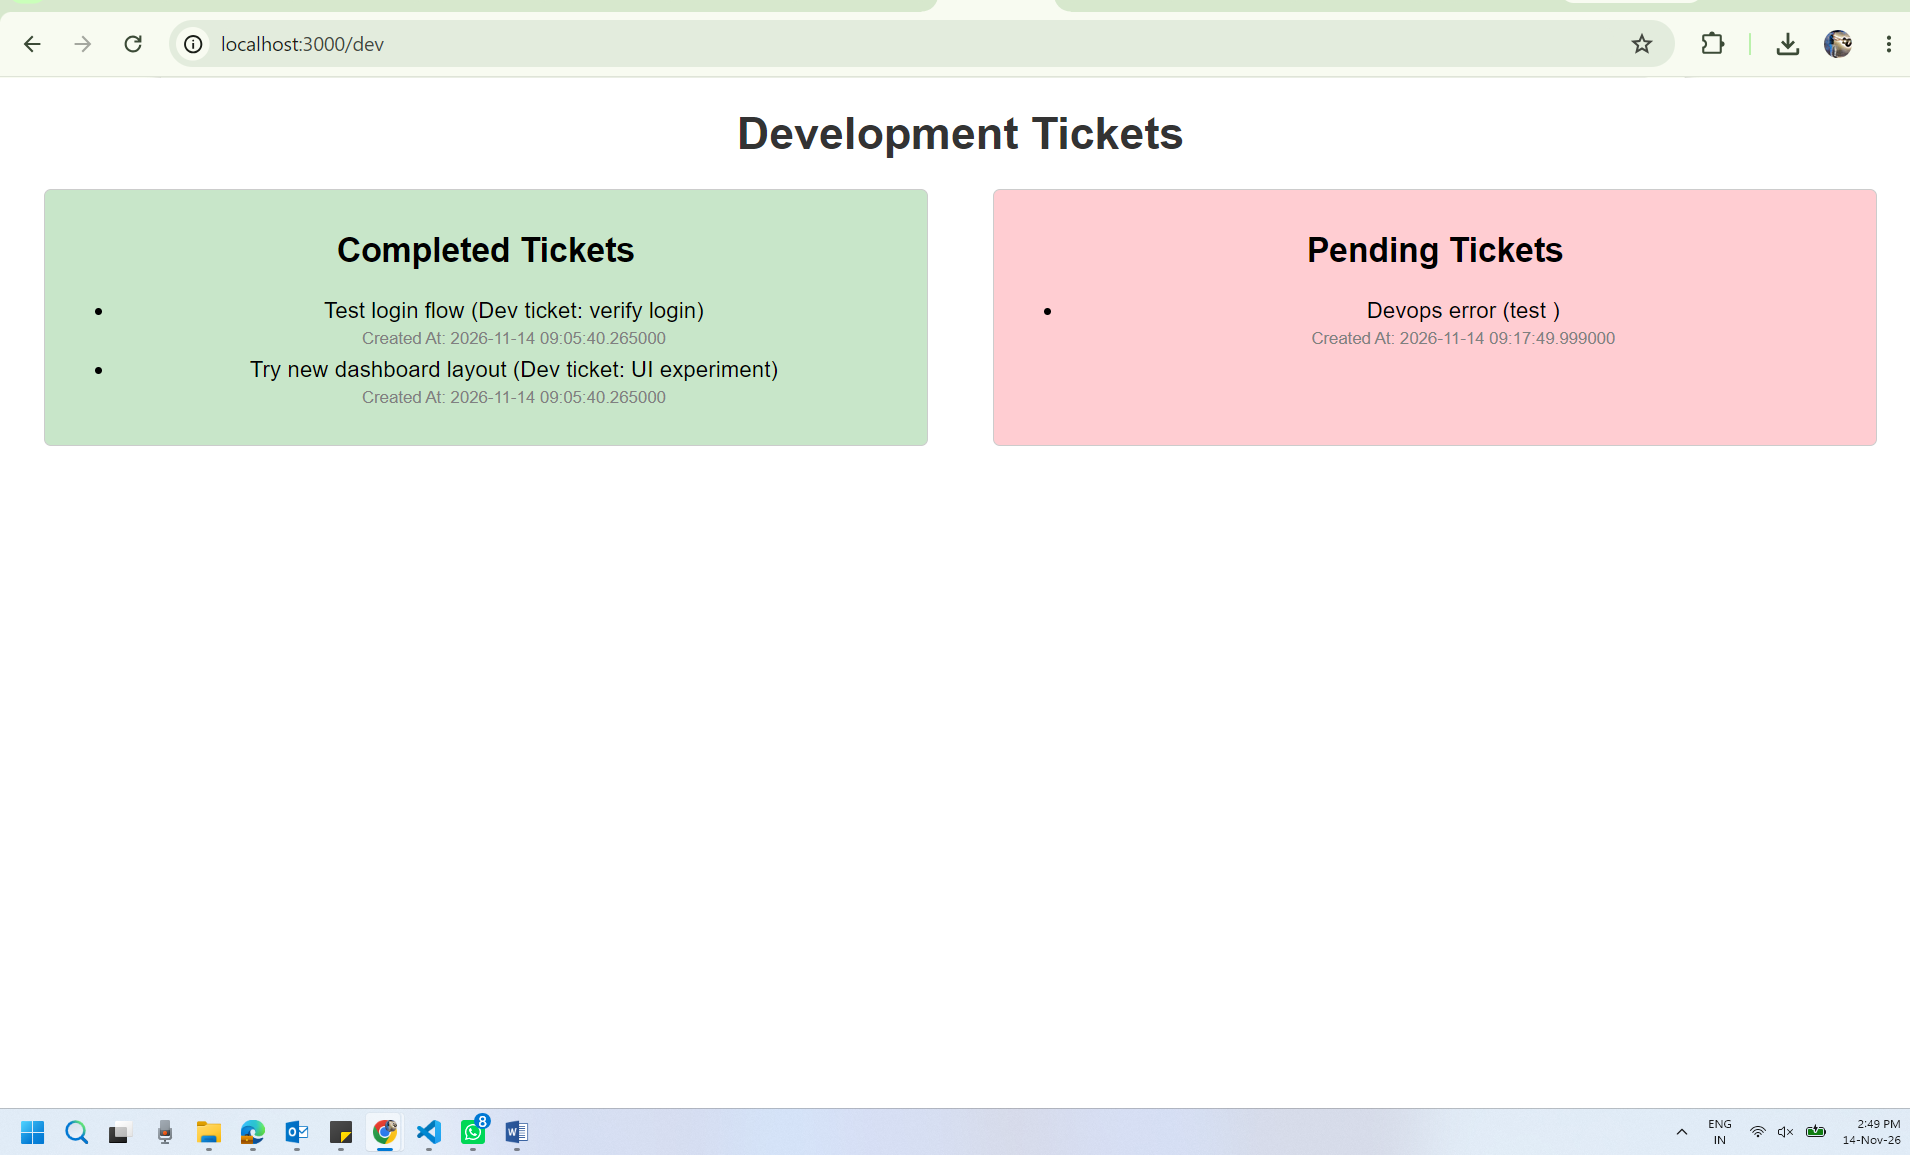 localhost:3000/dev
Development Tickets
Completed Tickets
Test login flow (Dev ticket: verify login)
Created At: 2026-11-14 09:05:40.265000
Try new dashboard layout (Dev ticket: UI experiment)
Created At: 2026-11-14 09:05:40.265000
Pending Tickets
Devops error (test )
Created At: 2026-11-14 09:17:49.999000
8
ENG
IN
2:49 PM
14-Nov-26